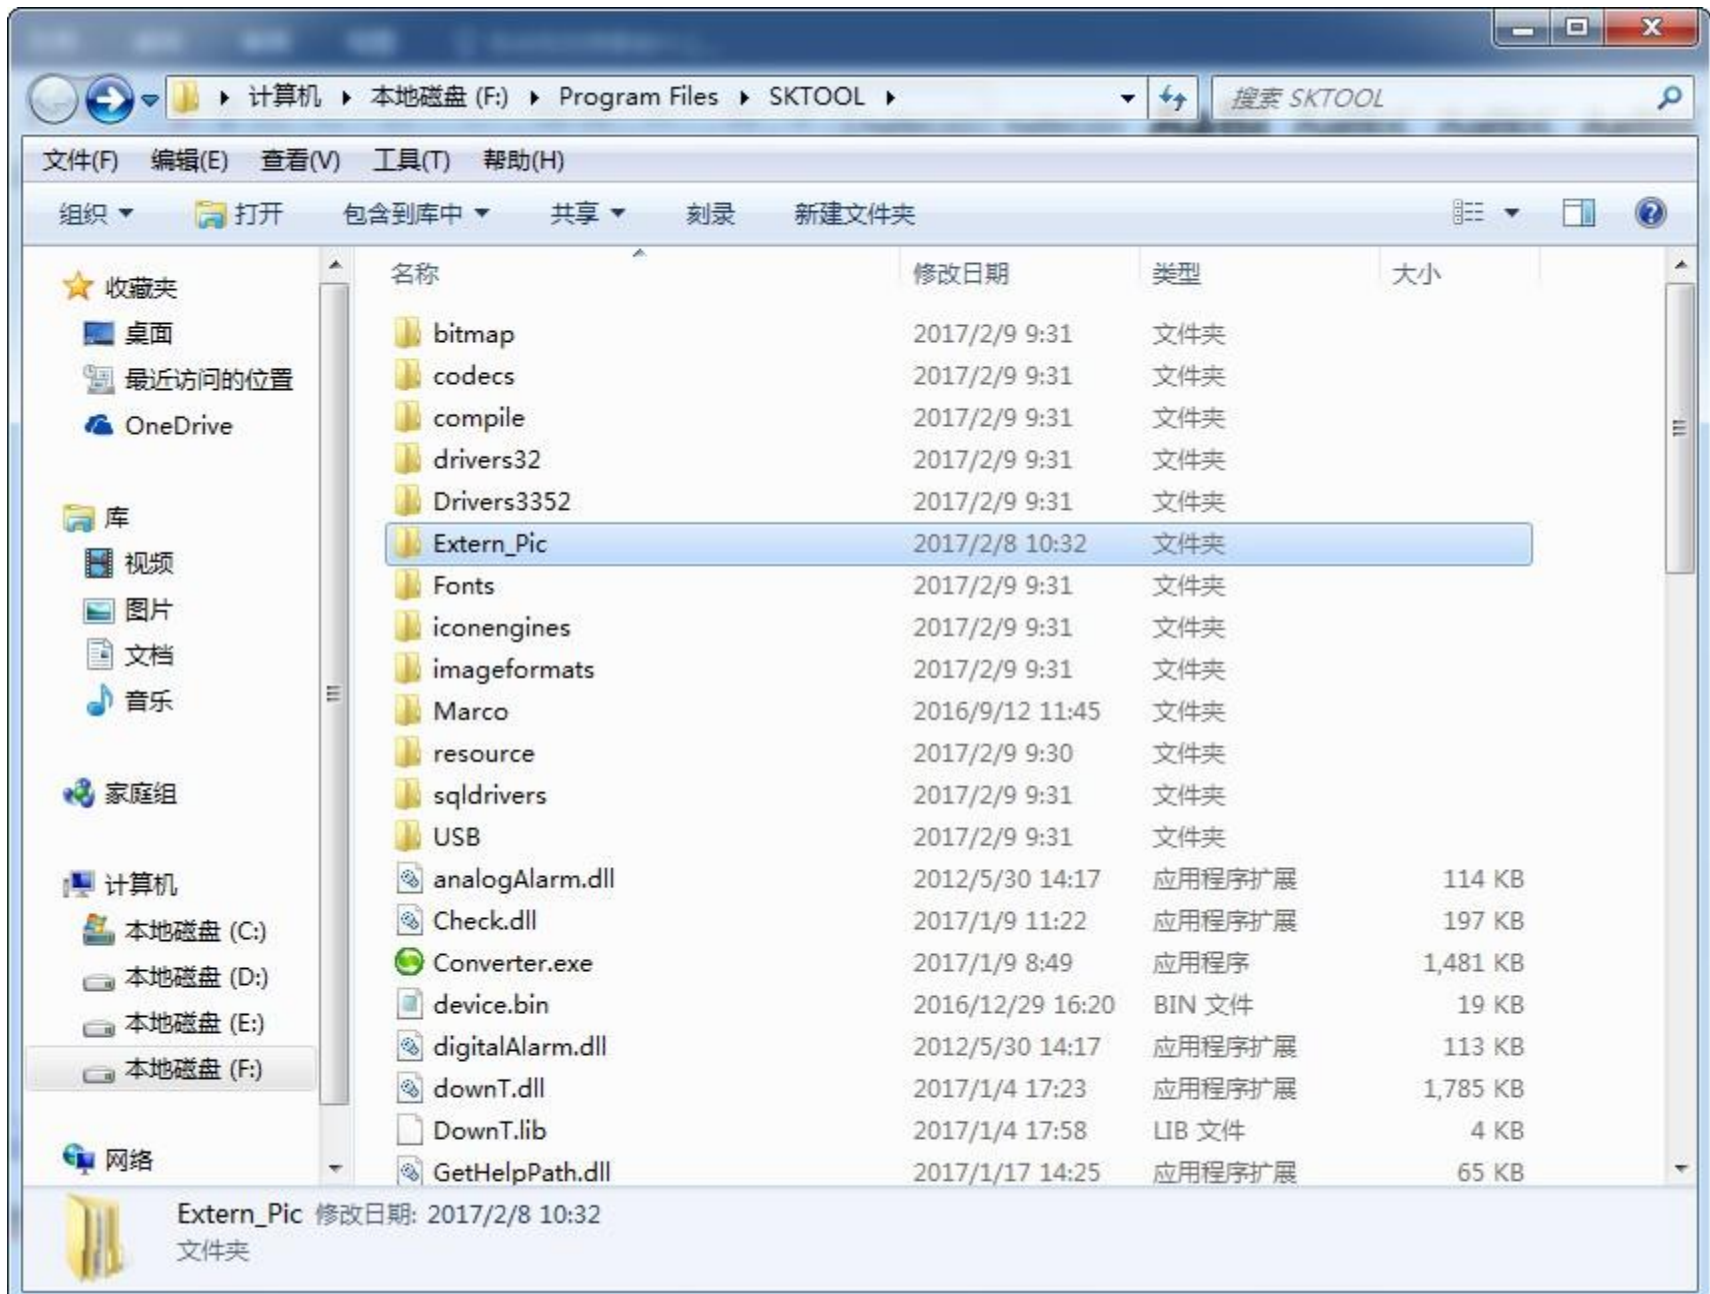 计算机 本地磁盘 (F:) Program Files SKTOOL 搜索 SKTOOL
文件(F) 编辑(E) 查看(V) 工具(T) 帮助(H)
组织 打开 包含到库中 共享 刻录 新建文件夹
收藏夹
桌面
最近访问的位置
OneDrive
库
视频
图片
文档
音乐
家庭组
计算机
本地磁盘 (C:)
本地磁盘 (D:)
本地磁盘 (E:)
本地磁盘 (F:)
网络
名称 修改日期 类型 大小
bitmap 2017/2/9 9:31 文件夹
codecs 2017/2/9 9:31 文件夹
compile 2017/2/9 9:31 文件夹
drivers32 2017/2/9 9:31 文件夹
Drivers3352 2017/2/9 9:31 文件夹
Extern_Pic 2017/2/8 10:32 文件夹
Fonts 2017/2/9 9:31 文件夹
iconengines 2017/2/9 9:31 文件夹
imageformats 2017/2/9 9:31 文件夹
Marco 2016/9/12 11:45 文件夹
resource 2017/2/9 9:30 文件夹
sqldrivers 2017/2/9 9:31 文件夹
USB 2017/2/9 9:31 文件夹
analogAlarm.dll 2012/5/30 14:17 应用程序扩展 114 KB
Check.dll 2017/1/9 11:22 应用程序扩展 197 KB
Converter.exe 2017/1/9 8:49 应用程序 1,481 KB
device.bin 2016/12/29 16:20 BIN 文件 19 KB
digitalAlarm.dll 2012/5/30 14:17 应用程序扩展 113 KB
downT.dll 2017/1/4 17:23 应用程序扩展 1,785 KB
DownT.lib 2017/1/4 17:58 LIB 文件 4 KB
GetHelpPath.dll 2017/1/17 14:25 应用程序扩展 65 KB
Extern_Pic 修改日期: 2017/2/8 10:32
文件夹